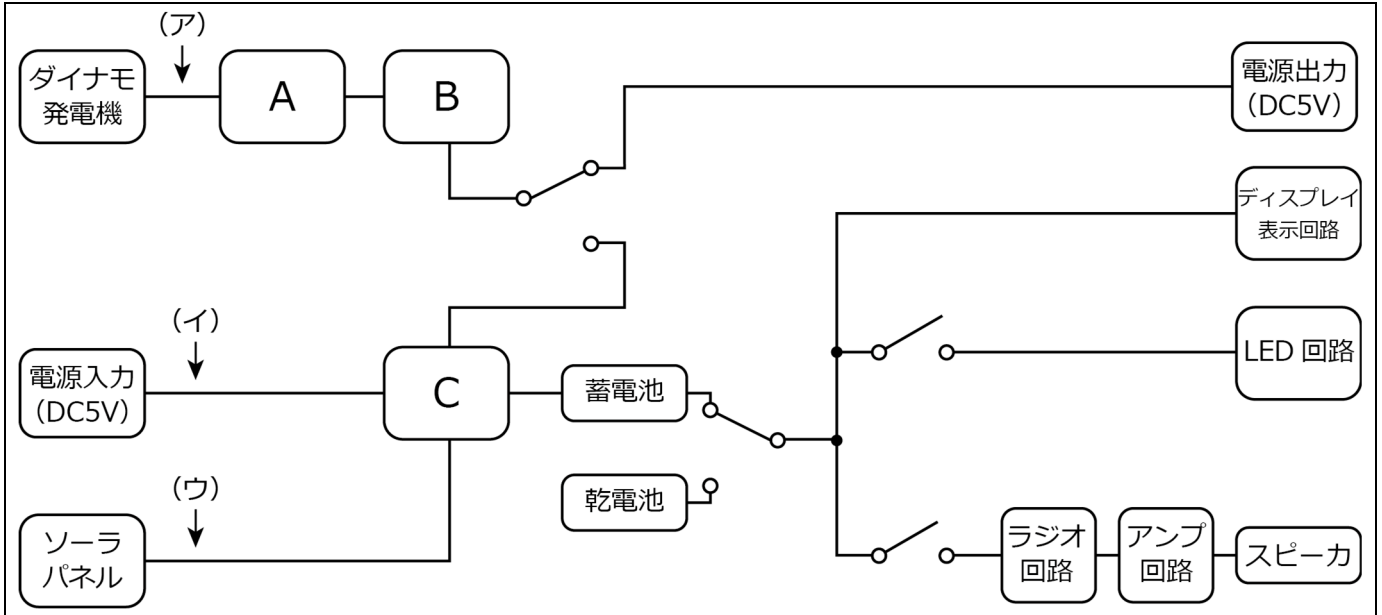 (ア)
ダイナモ
発電機
A
B
電源出力
(DC5V)
ディスプレイ
表示回路
(イ)
電源入力
(DC5V)
C
蓄電池
LED 回路
乾電池
(ウ)
ソーラ
パネル
ラジオ
回路
アンプ
回路
スピーカ